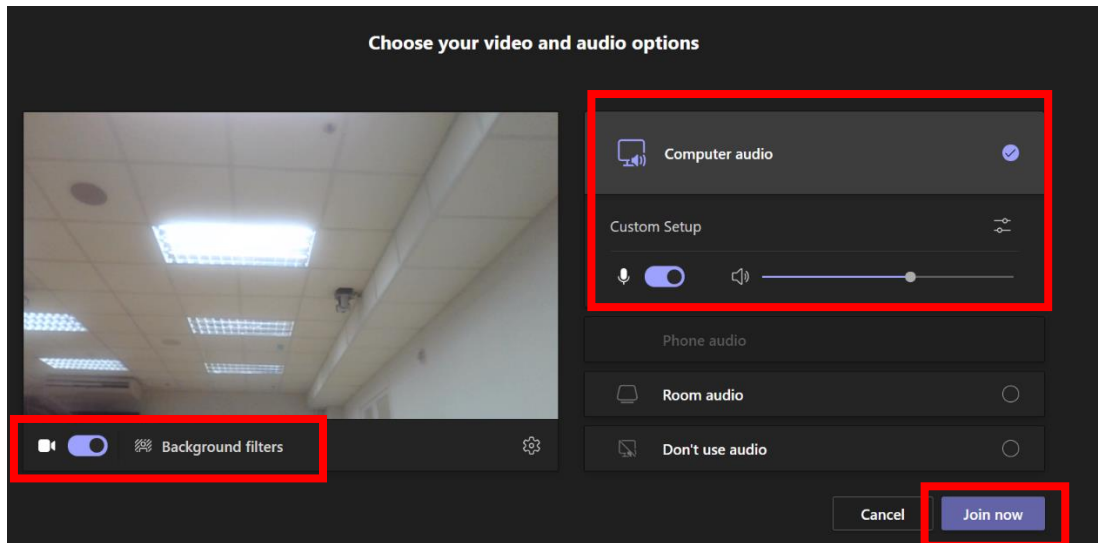 Choose your video and audio options
Computer audio
Custom Setup
Phone audio
Room audio
Don't use audio
Background filters
Cancel
Join now